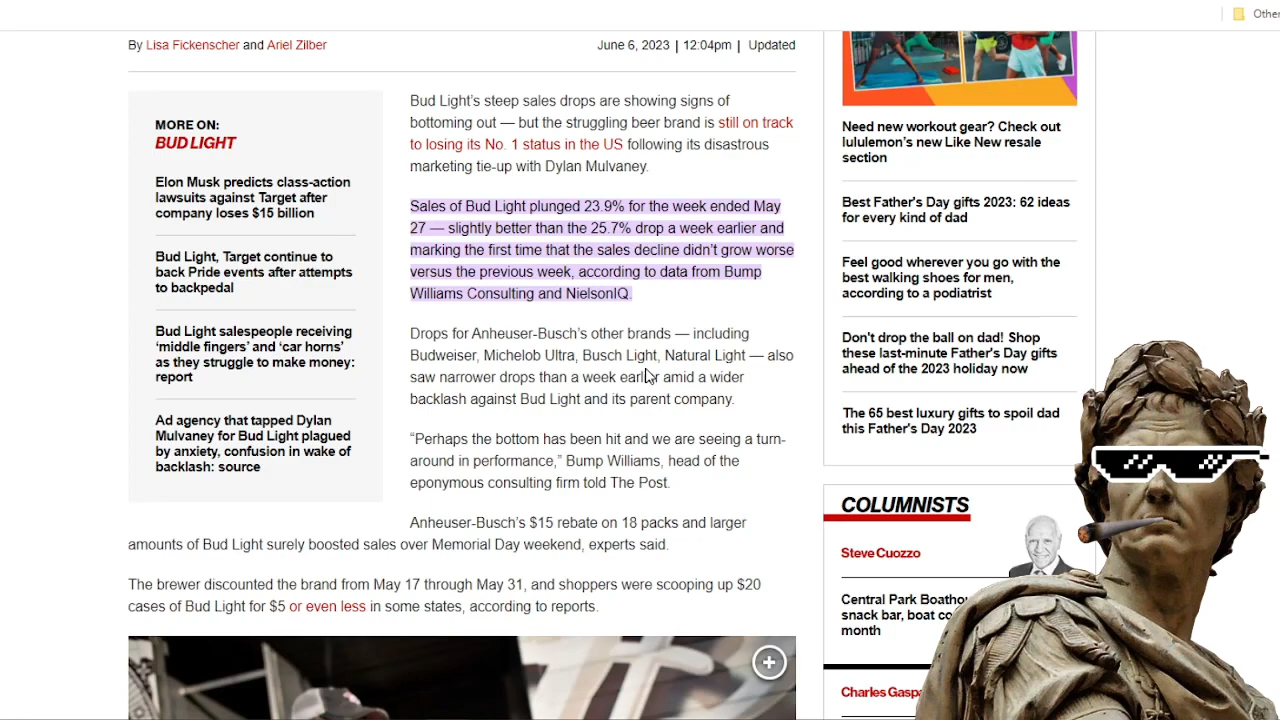 Other
By Lisa Fickenscher and Ariel Zilber
June 6, 2023 | 12:04pm | Updated
MORE ON:
BUD LIGHT
Elon Musk predicts class-action
lawsuits against Target after
company loses $15 billion
Bud Light, Target continue to
back Pride events after attempts
to backpedal
Bud Light salespeople receiving
‘middle fingers’ and ‘car horns’
as they struggle to make money:
report
Ad agency that tapped Dylan
Mulvaney for Bud Light plagued
by anxiety, confusion in wake of
backlash: source
Bud Light’s steep sales drops are showing signs of
bottoming out — but the struggling beer brand is still on track
to losing its No. 1 status in the US following its disastrous
marketing tie-up with Dylan Mulvaney.
Sales of Bud Light plunged 23.9% for the week ended May
27 — slightly better than the 25.7% drop a week earlier and
marking the first time that the sales decline didn’t grow worse
versus the previous week, according to data from Bump
Williams Consulting and NielsonIQ.
Drops for Anheuser-Busch’s other brands — including
Budweiser, Michelob Ultra, Busch Light, Natural Light — also
saw narrower drops than a week earlier amid a wider
backlash against Bud Light and its parent company.
“Perhaps the bottom has been hit and we are seeing a turn-
around in performance,” Bump Williams, head of the
eponymous consulting firm told The Post.
Anheuser-Busch’s $15 rebate on 18 packs and larger
amounts of Bud Light surely boosted sales over Memorial Day weekend, experts said.
The brewer discounted the brand from May 17 through May 31, and shoppers were scooping up $20
cases of Bud Light for $5 or even less in some states, according to reports.
Need new workout gear? Check out
lululemon’s new Like New resale
section
Best Father's Day gifts 2023: 62 ideas
for every kind of dad
Feel good wherever you go with the
best walking shoes for men,
according to a podiatrist
Don't drop the ball on dad! Shop
these last-minute Father's Day gifts
ahead of the 2023 holiday now
The 65 best luxury gifts to spoil dad
this Father's Day 2023
COLUMNISTS
Steve Cuozzo
Central Park
snack bar, boat
month
Charles